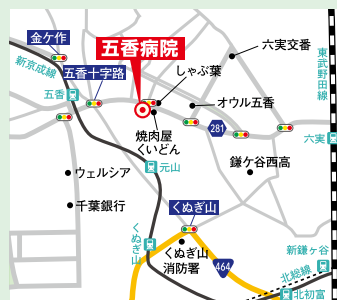 金ケ作
五香病院
六実交番
新京成線
五香十字路
しゃぶ葉
東武野田線
五香
オウル五香
281
焼肉屋
くいどん
六実
鎌ケ谷西高
元山
ウェルシア
千葉銀行
くぬぎ山
くぬぎ山
くぬぎ山
消防署
464
新鎌ヶ谷
北総線
北初富